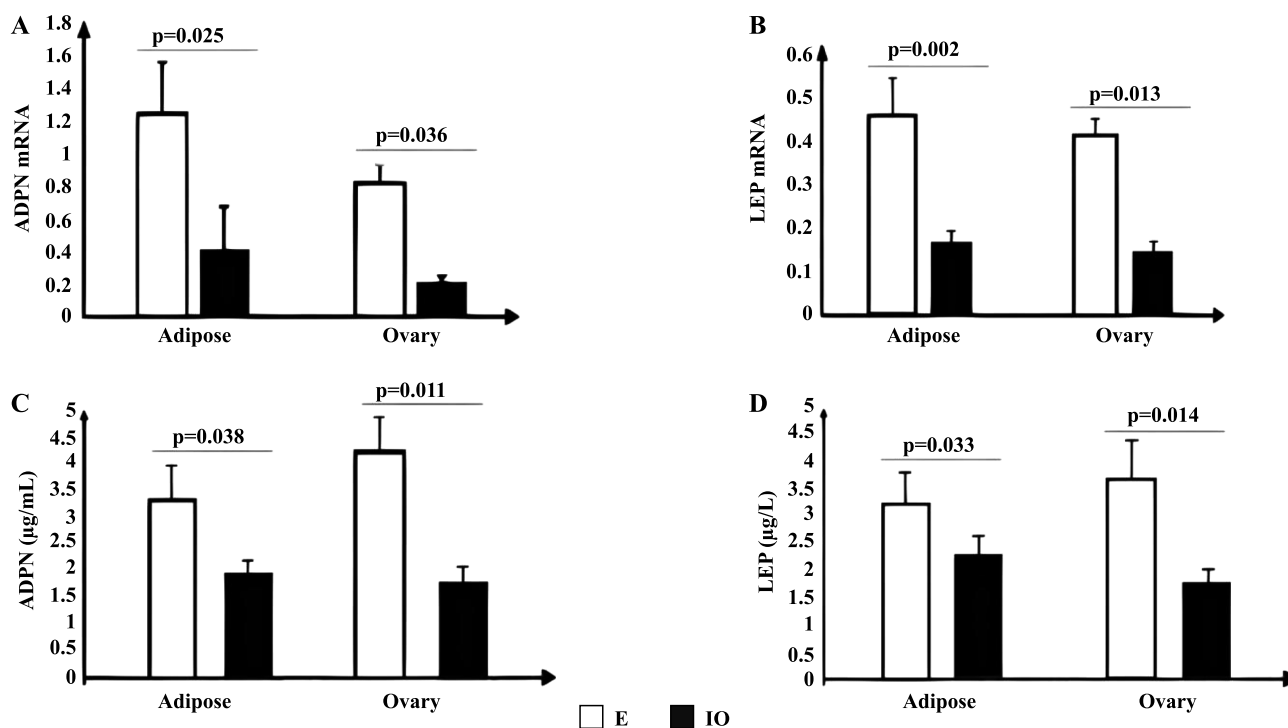 A
ADPN mRNA
1.8
1.6
1.4
1.2
1
0.8
0.6
0.4
0.2
0
p=0.025
p=0.036
Adipose Ovary
B
LEP mRNA
0.6
0.5
0.4
0.3
0.2
0.1
0
p=0.002
p=0.013
Adipose Ovary
C
ADPN (µg/mL)
5
4.5
4
3.5
3
2.5
2
1.5
1
0.5
0
p=0.038
p=0.011
Adipose Ovary
D
LEP (µg/L)
5
4.5
4
3.5
3
2.5
2
1.5
1
0.5
0
p=0.033
p=0.014
Adipose Ovary
E IO